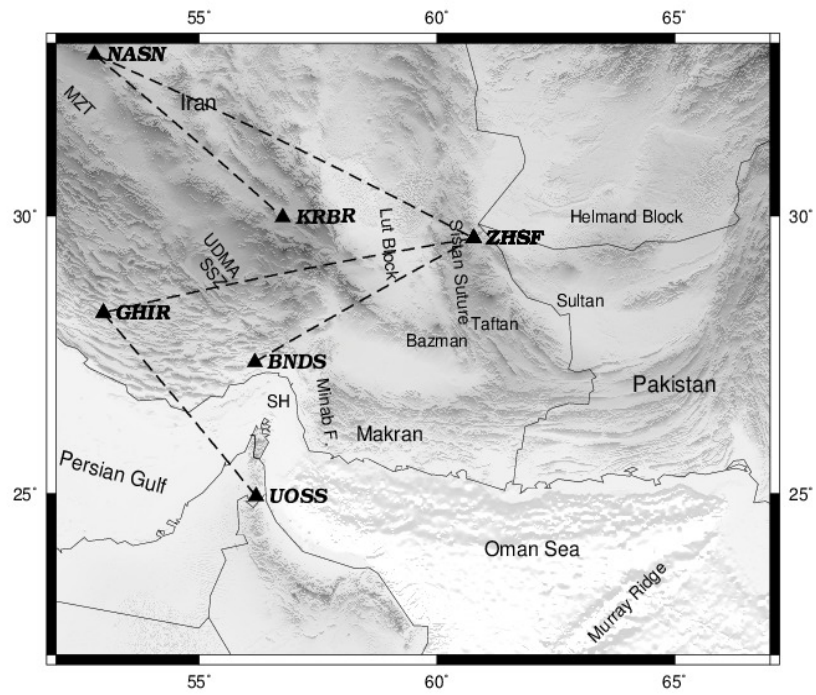 55˚ 60˚ 65˚
NASN
MZT
Iran
30˚ KRBR Helmand Block 30˚
Lut Block
Sistan Suture
ZHSF
UDMA
SSZ
Sultan
GHIR
Taftan
Bazman
BNDS
Pakistan
SH
Minab F.
Makran
Persian Gulf
25˚ UOSS 25˚
Oman Sea
Murray Ridge
55˚ 60˚ 65˚